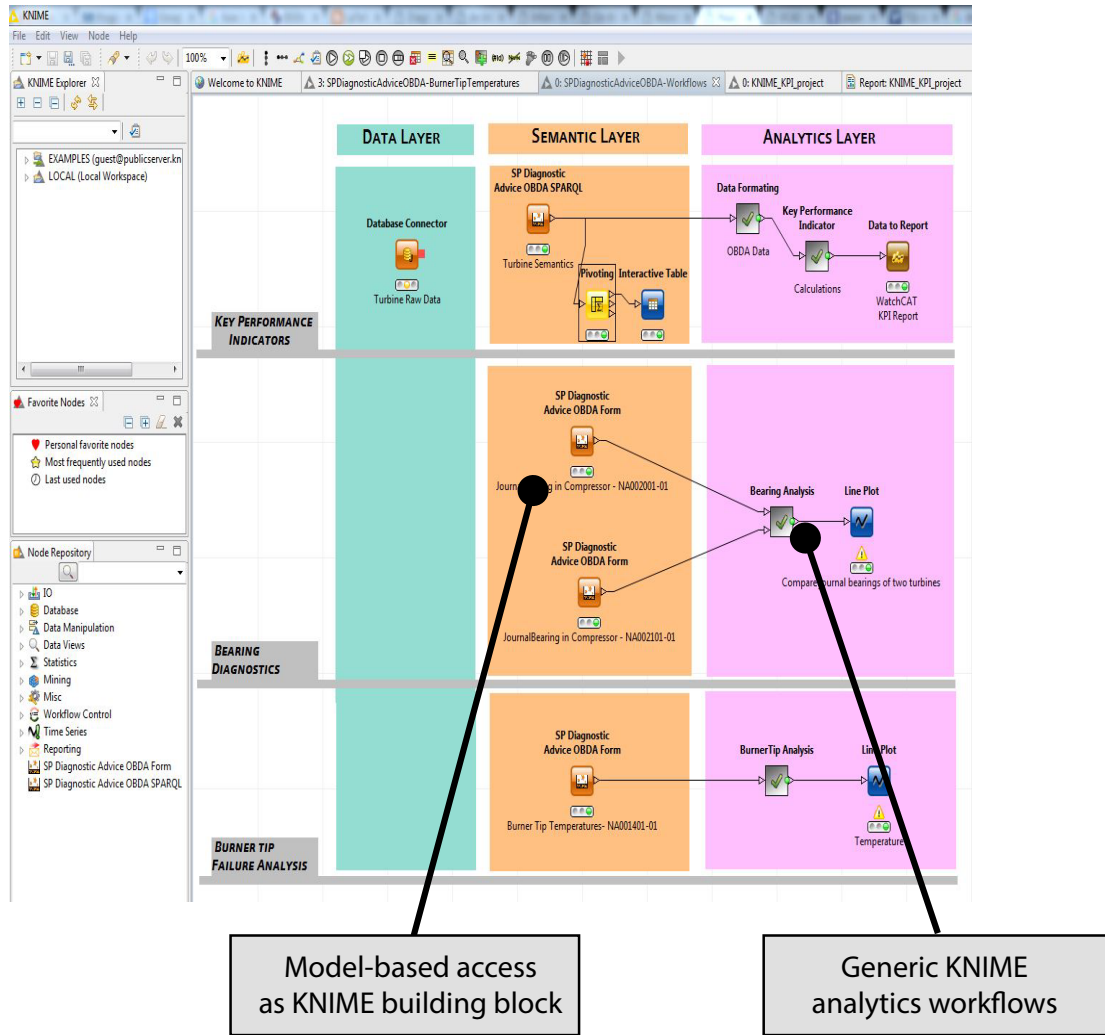 KNIME
File Edit View Node Help
100%
KNIME Explorer
Welcome to KNIME
3: SPDiagnosticAdviceOBDA-BurnerTipTemperatures
0: SPDiagnosticAdviceOBDA-Workflows
0: KNIME_KPI_project
Report: KNIME_KPI_project
EXAMPLES (guest@publicserver.kn
LOCAL (Local Workspace)
Favorite Nodes
Personal favorite nodes
Most frequently used nodes
Last used nodes
Node Repository
IO
Database
Data Manipulation
Data Views
Statistics
Mining
Misc
Workflow Control
Time Series
Reporting
SP Diagnostic Advice OBDA Form
SP Diagnostic Advice OBDA SPARQL
DATA LAYER
SEMANTIC LAYER
ANALYTICS LAYER
Database Connector
Turbine Raw Data
SP Diagnostic
Advice OBDA SPARQL
Turbine Semantics
Pivoting
Interactive Table
Data Formating
OBDA Data
Key Performance
Indicator
Calculations
Data to Report
WatchCAT
KPI Report
KEY PERFORMANCE
INDICATORS
SP Diagnostic
Advice OBDA Form
in Compressor - NA002001-01
SP Diagnostic
Advice OBDA Form
JournalBearing in Compressor - NA002101-01
Bearing Analysis
Line Plot
Compare journal bearings of two turbines
BEARING
DIAGNOSTICS
SP Diagnostic
Advice OBDA Form
Burner Tip Temperatures- NA001401-01
BurnerTip Analysis
Line Plot
Temperature
BURNER TIP
FAILURE ANALYSIS
Model-based access
as KNIME building block
Generic KNIME
analytics workflows